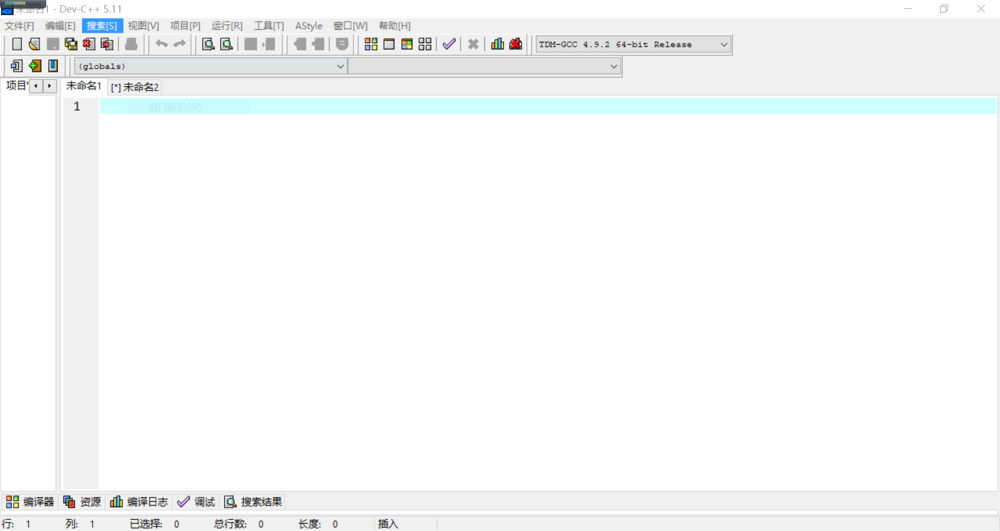 未命名1 - Dev-C++ 5.11
文件[F] 编辑[E] 搜索[S] 视图[V] 项目[P] 运行[R] 工具[T] AStyle 窗口[W] 帮助[H]
TDM-GCC 4.9.2 64-bit Release
(globals)
项目 未命名1 [*] 未命名2
1 窗口截图(W)
编译器 资源 编译日志 调试 搜索结果
行: 1 列: 1 已选择: 0 总行数: 0 长度: 0 插入